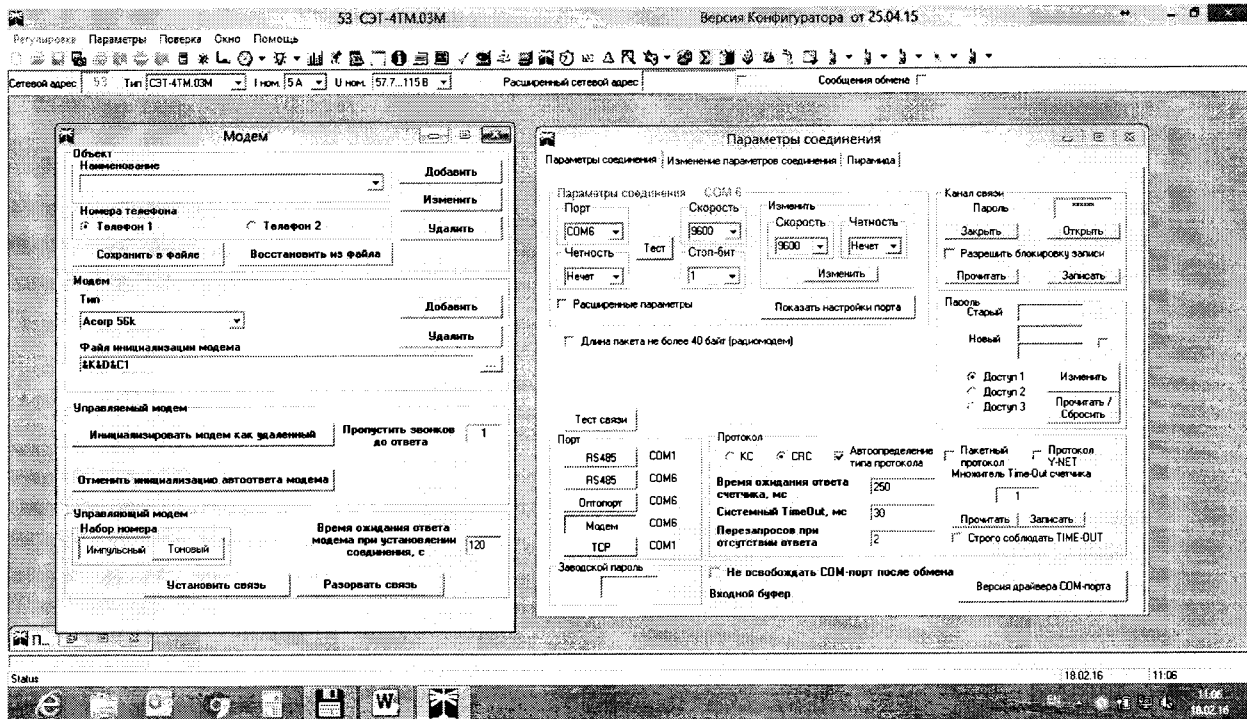 53 СЭТ-4ТМ.03М
Версия Конфигуратора от 25.04.15
Регулировка Параметры Поверка Окно Помощь
Сетевой адрес 53 Тип СЭТ-4ТМ.03М I ном. 5 А U ном. 57.7...115 В Расширенный сетевой адрес Сообщения обмена
Модем
Объект
Наименование
Добавить
Изменить
Номера телефона
Телефон 1 Телефон 2
Удалить
Сохранить в файле Восстановить из файла
Модем
Тип
Добавить
Acorp 56k
Удалить
Файл инициализации модема
&K&D&C1
...
Управляемый модем
Инициализировать модем как удаленный
Пропустить звонков до ответа
1
Отменить инициализацию автоответа модема
Управляющий модем
Набор номера
Импульсный Тоновый
Время ожидания ответа модема при установлении соединения, с
120
Установить связь Разорвать связь
Параметры соединения
Параметры соединения Изменение параметров соединения Пирамида
Параметры соединения COM 6
Порт
COM6
Скорость
9600
Тест
Четность
Нечет
Стоп-бит
1
Изменить
Скорость
9600
Четность
Нечет
Изменить
Расширенные параметры
Показать настройки порта
Длина пакета не более 40 байт (радиомодем)
Канал связи
Пароль
Закрыть Открыть
Разрешить блокировку записи
Прочитать Записать
Пароль
Старый
Новый
Доступ 1
Доступ 2
Доступ 3
Изменить
Прочитать / Сбросить
Тест связи
Порт
RS485 COM1
RS485 COM6
Оптопорт COM6
Модем COM6
TCP COM1
Протокол
КС CRC
Автоопределение типа протокола
Пакетный протокол
Протокол Y-NET
Время ожидания ответа счетчика, мс
250
Системный TimeOut, мс
30
Перезапросов при отсутствии ответа
2
Множитель Time-Out счетчика
1
Прочитать Записать
Строго соблюдать TIME-OUT
Заводской пароль
Не освобождать COM-порт после обмена
Входной буфер
Версия драйвера COM-порта
П...
Status
18.02.16 11:06
11:06
18.02.16